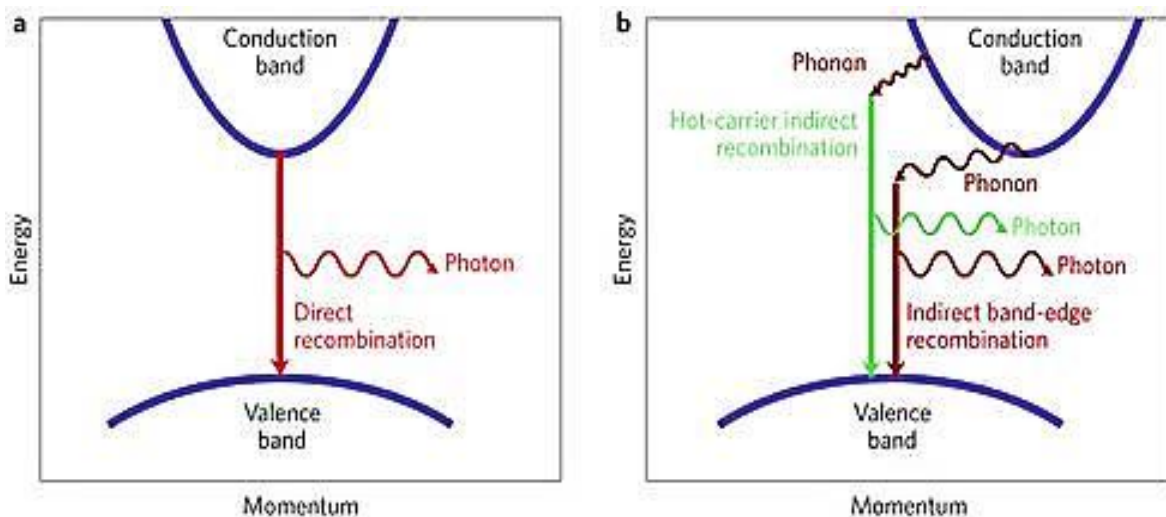 a
Conduction
band
Energy
Photon
Direct
recombination
Valence
band
Momentum
b
Conduction
band
Phonon
Hot-carrier indirect
recombination
Phonon
Energy
Photon
Photon
Indirect band-edge
recombination
Valence
band
Momentum